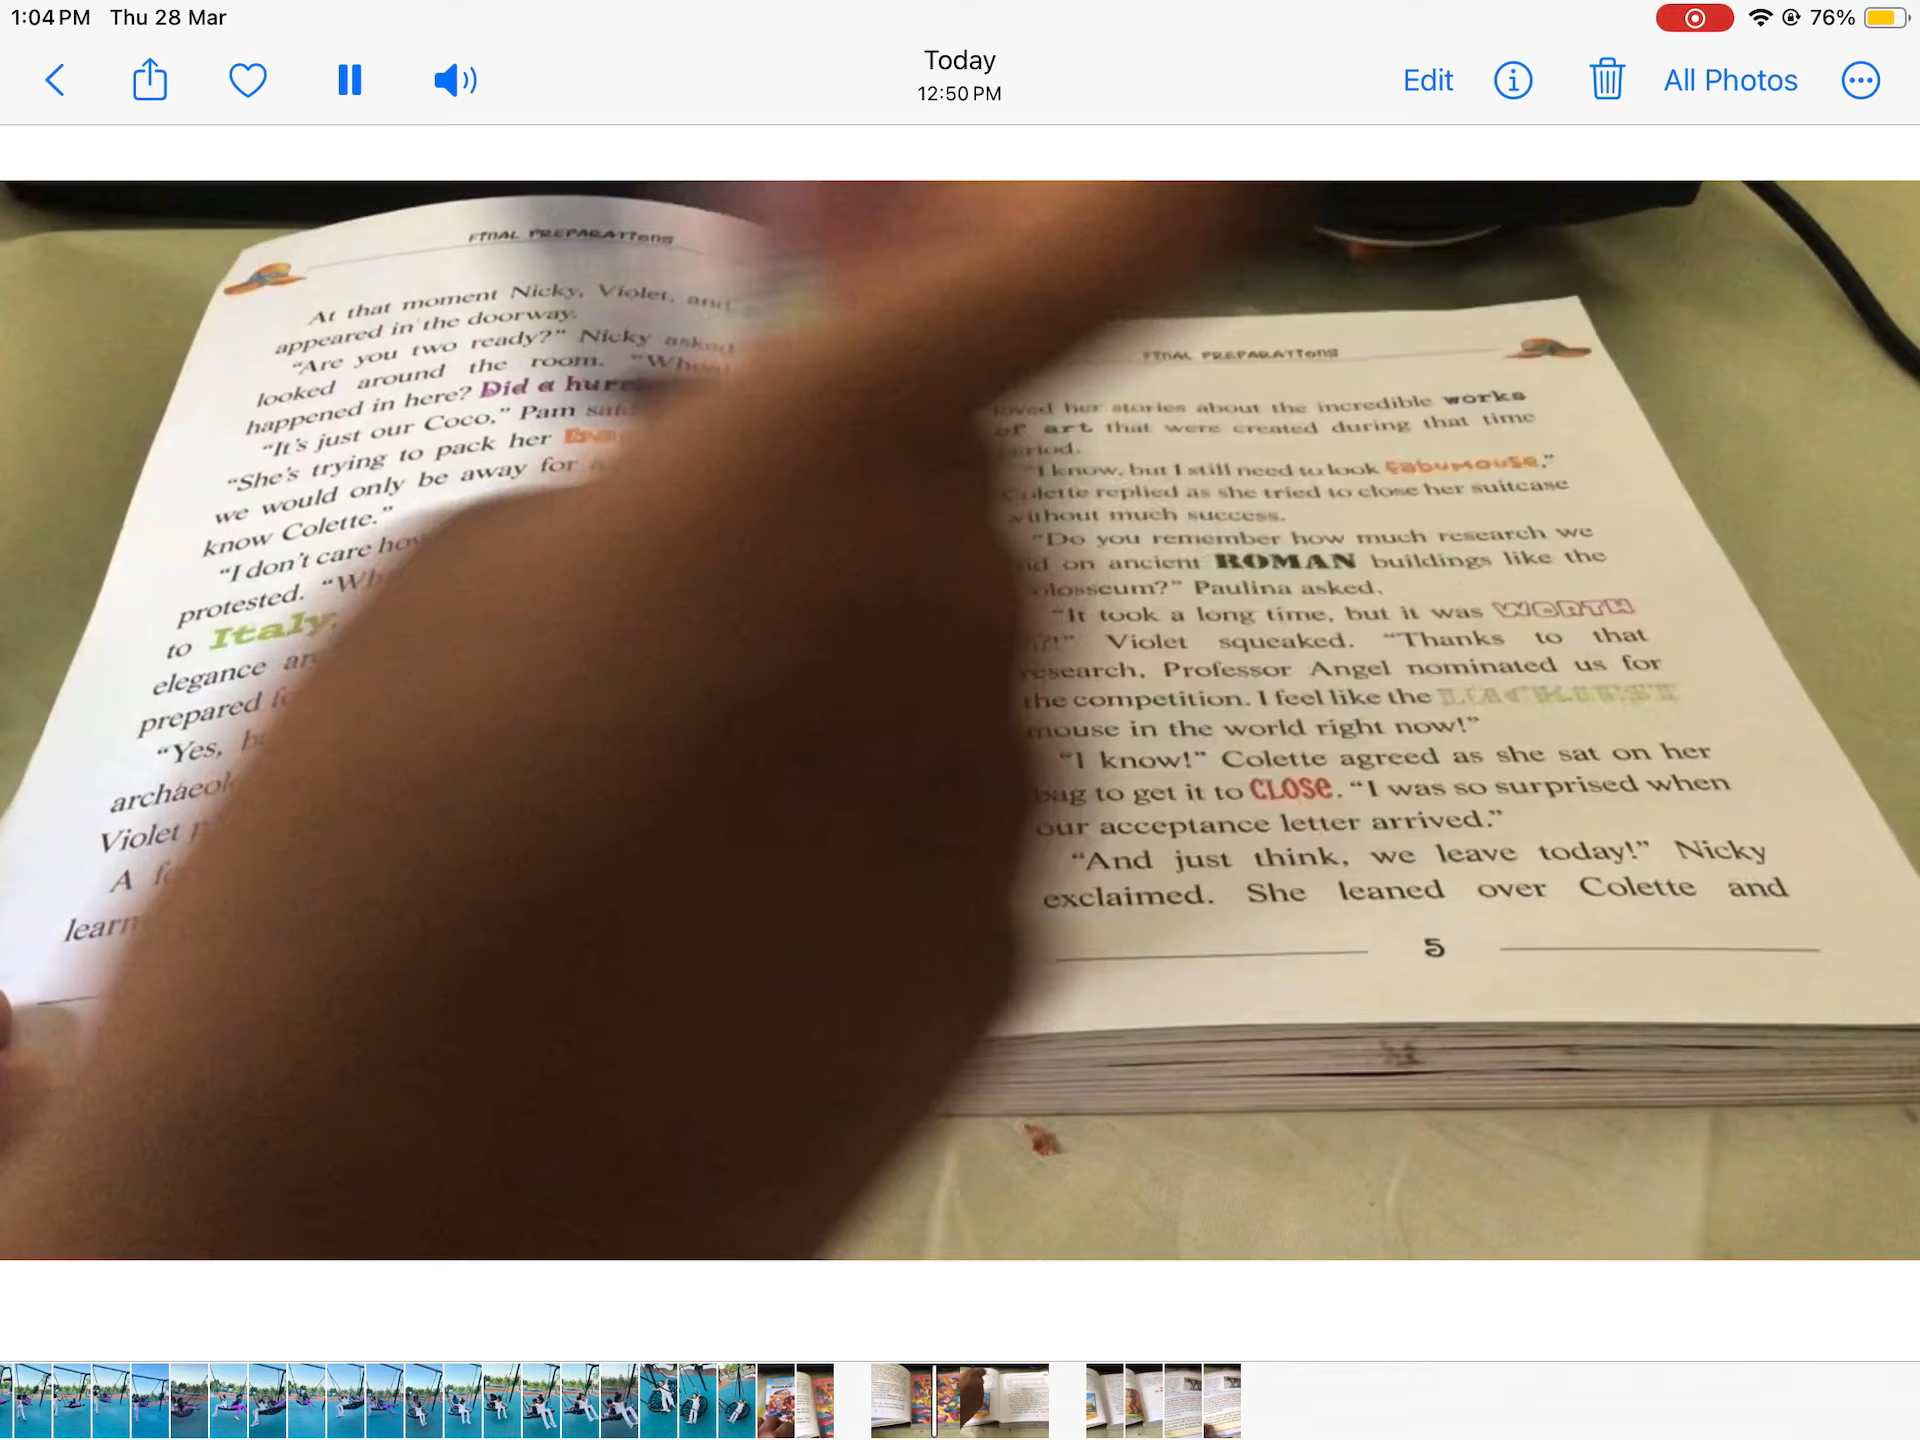 1:04 PM Thu 28 Mar
76%
Today
12:50 PM
Edit
All Photos
FINAL PREPARATIONS
At that moment Nicky, Violet, and
appeared in the doorway.
"Are you two ready?" Nicky asked
looked around the room.
happened in here? Did a
"It's just our Coco," Pam said
"She's trying to pack her
we would only be away for
know Colette."
"I don't care
protested.
to Italy
elegance
prepared
"Yes,
Violet
A
FINAL PREPARATIONS
loved her stories about the incredible works
of art that were created during that time
period.
"I know, but I still need to look fabumouse,"
Colette replied as she tried to close her suitcase
without much success.
"Do you remember how much research we
on ancient ROMAN buildings like the
Colosseum?" Paulina asked.
"It took a long time, but it was WORTH
Violet squeaked. "Thanks to that
research, Professor Angel nominated us for
the competition. I feel like the LUCKIEST
mouse in the world right now!"
"I know!" Colette agreed as she sat on her
bag to get it to CLOSE. "I was so surprised when
our acceptance letter arrived."
"And just think, we leave today!" Nicky
exclaimed. She leaned over Colette and
5